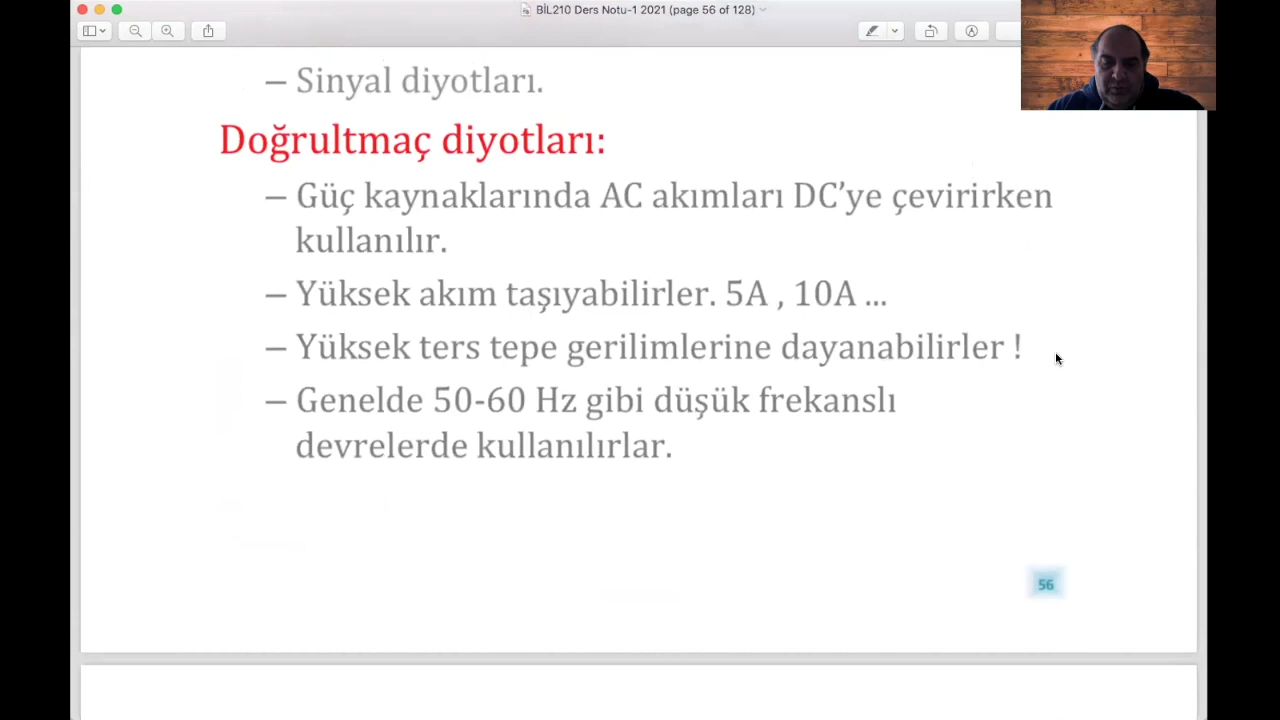 BİL210 Ders Notu-1 2021 (page 56 of 128)
– Sinyal diyotları.
Doğrultmaç diyotları:
– Güç kaynaklarında AC akımları DC’ye çevirirken
kullanılır.
– Yüksek akım taşıyabilirler. 5A , 10A ...
– Yüksek ters tepe gerilimlerine dayanabilirler !
– Genelde 50-60 Hz gibi düşük frekanslı
devrelerde kullanılırlar.
56